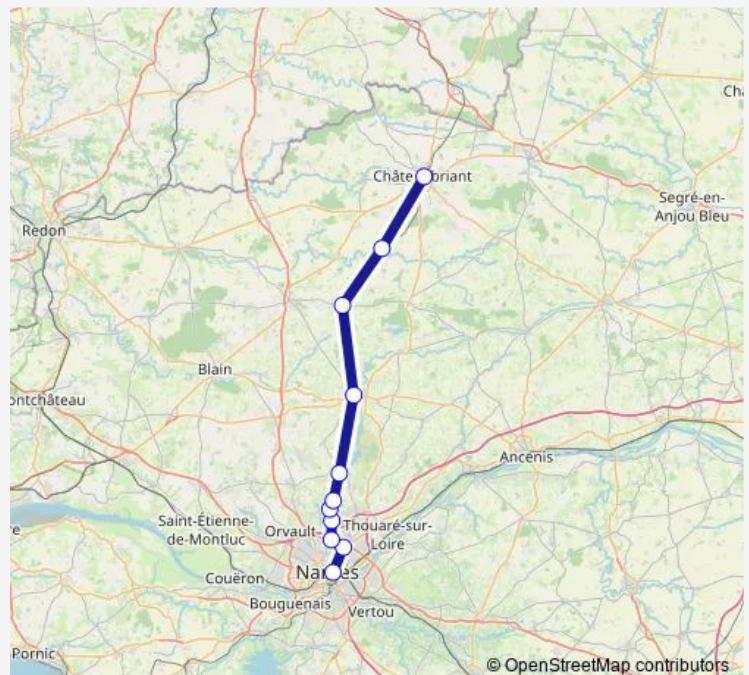 Cha
Châteaubriant
Segré-en-
Anjou Bleu
Redon
Blain
ontchâteau
Ancenis
Saint-Étienne-
de-Montluc
Orvault
Thouaré-sur-
Loire
Couëron
Nantes
Bouguenais
Vertou
Pornic
© OpenStreetMap contributors